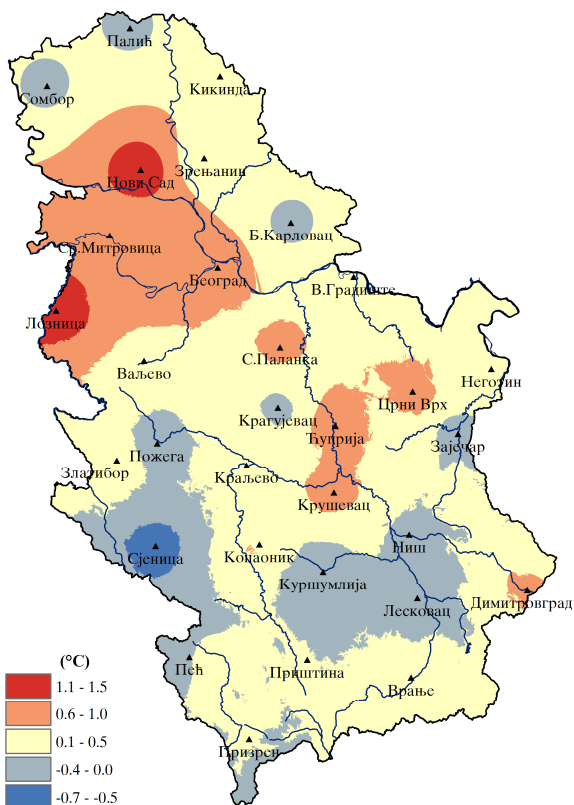 Палић
Сомбор
Кикинда
Зрењанин
Нови Сад
Б.Карловац
Ср.Митровица
Београд
В.Градиште
Лозница
С.Паланка
Ваљево
Неготин
Црни Врх
Крагујевац
Ћуприја
Зајечар
Пожега
Златибор
Краљево
Крушевац
Ниш
Сјеница
Копаоник
Куршумлија
Лесковац
Димитровград
Пећ
Приштина
Врање
Призрен
(°C)
1.1 - 1.5
0.6 - 1.0
0.1 - 0.5
-0.4 - 0.0
-0.7 - -0.5